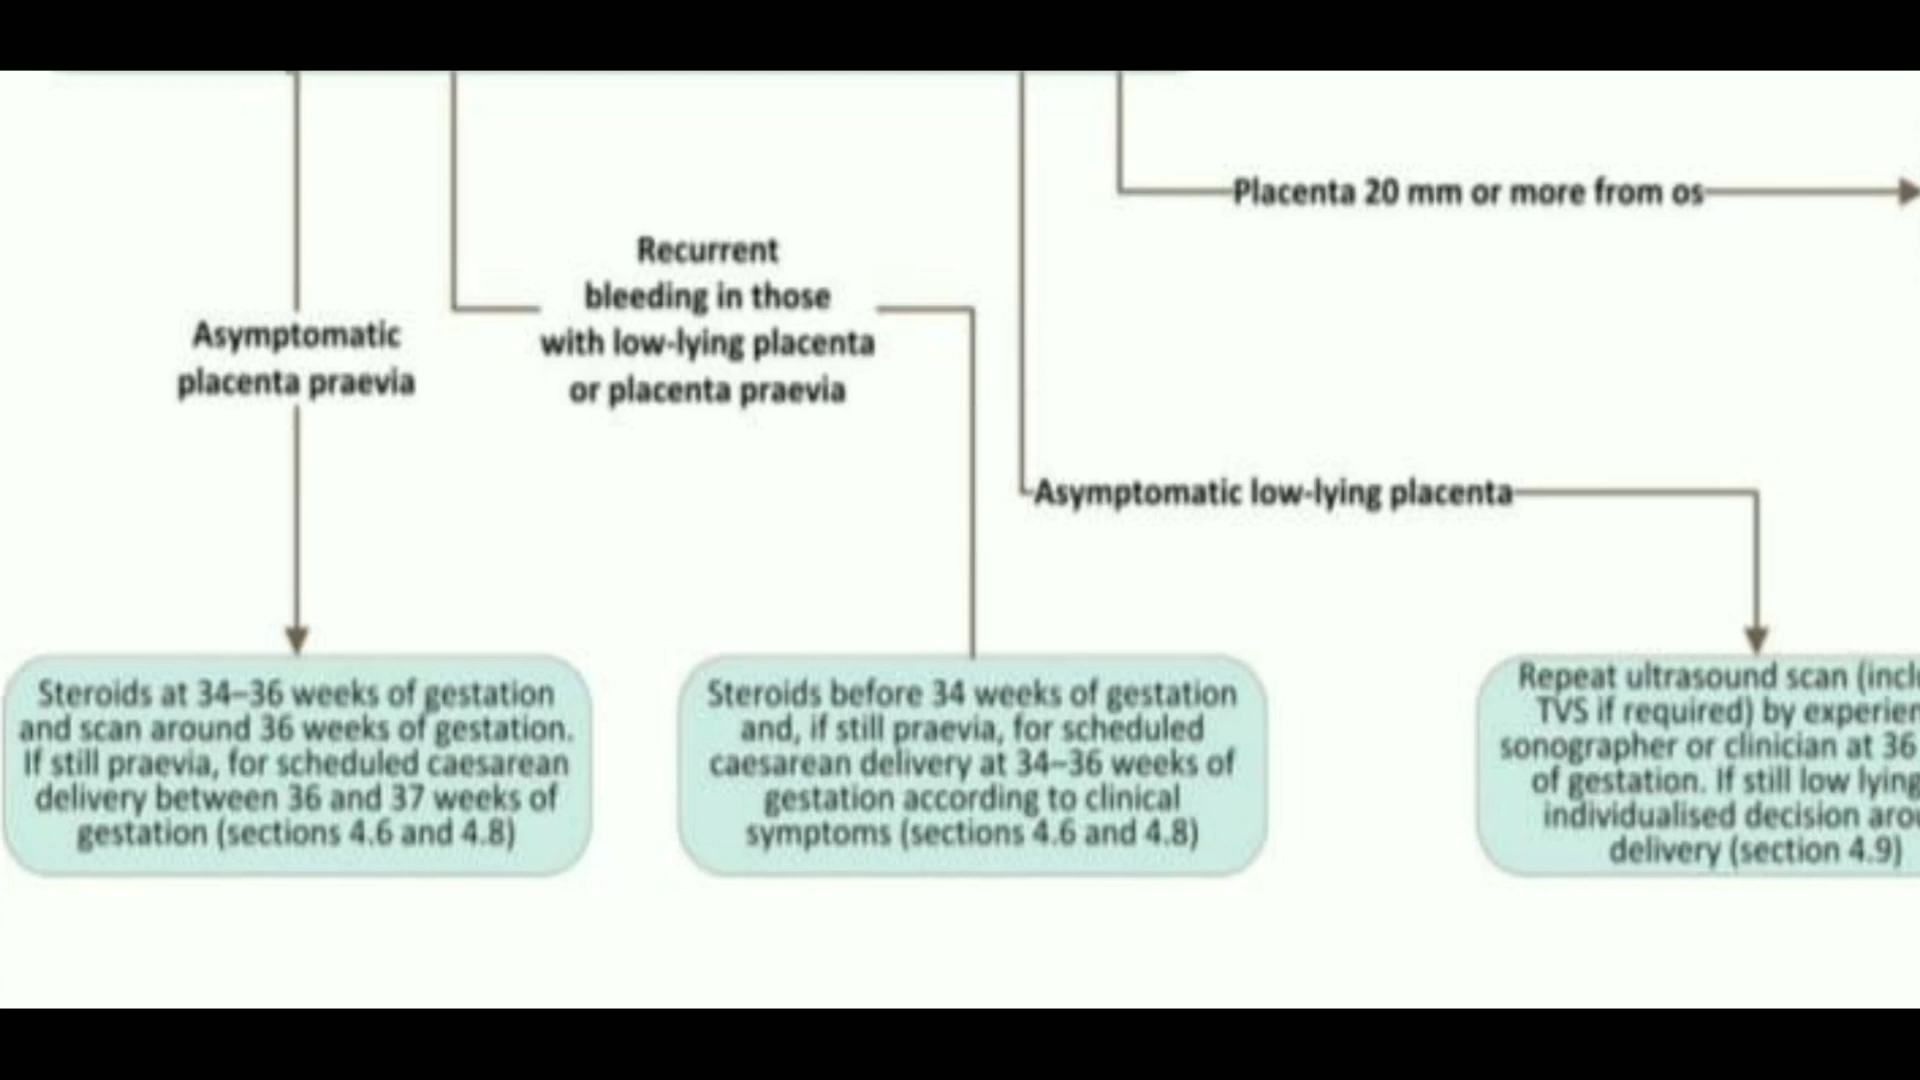 Placenta 20 mm or more from os
Recurrent
bleeding in those
with low-lying placenta
or placenta praevia
Asymptomatic
placenta praevia
Asymptomatic low-lying placenta
Steroids at 34–36 weeks of gestation
and scan around 36 weeks of gestation.
If still praevia, for scheduled caesarean
delivery between 36 and 37 weeks of
gestation (sections 4.6 and 4.8)
Steroids before 34 weeks of gestation
and, if still praevia, for scheduled
caesarean delivery at 34–36 weeks of
gestation according to clinical
symptoms (sections 4.6 and 4.8)
Repeat ultrasound scan (
TVS if required) by
sonographer or clinician at 36
of gestation. If still low lying
individualised decision
delivery (section 4.9)